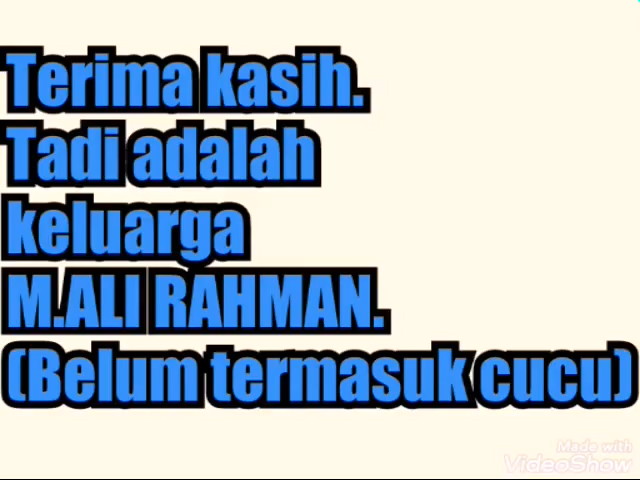 Terima kasih.
Tadi adalah
keluarga
M.ALI RAHMAN.
(Belum termasuk cucu)
Made with
VideoShow